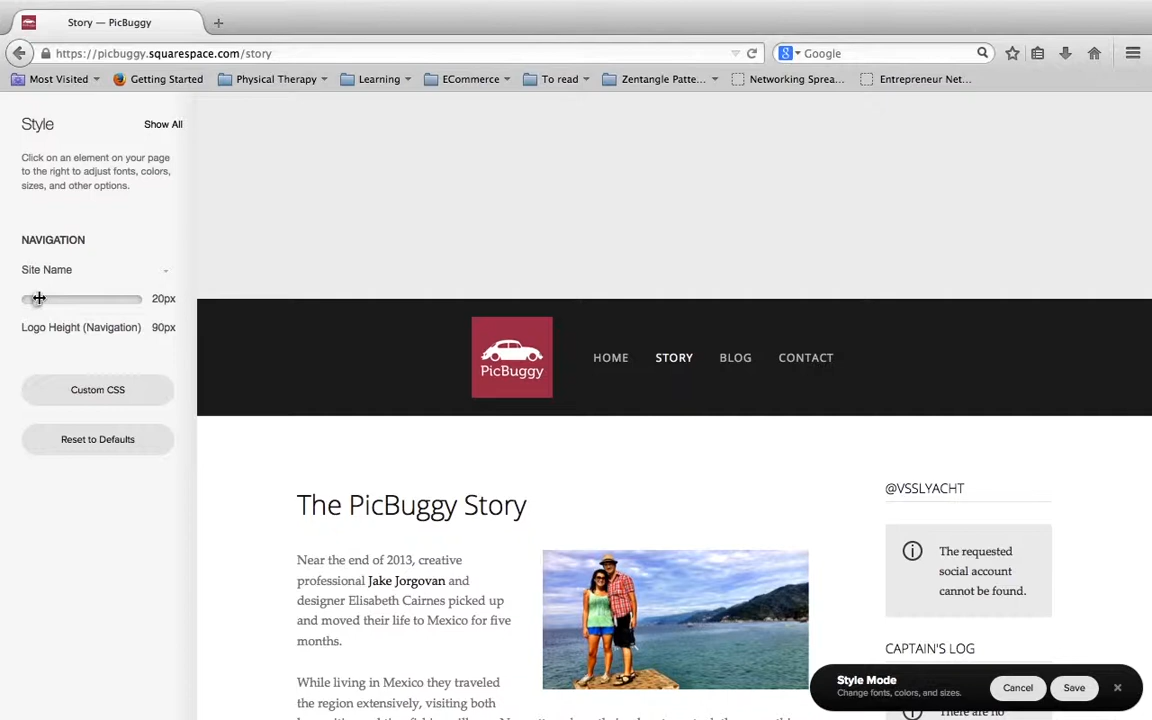 Story — PicBuggy
https://picbuggy.squarespace.com/story
Google
Most Visited
Getting Started
Physical Therapy
Learning
ECommerce
To read
Zentangle Patte...
Networking Sprea...
Entrepreneur Net...
Style
Show All
Click on an element on your page
to the right to adjust fonts, colors,
sizes, and other options.
NAVIGATION
Site Name
20px
Logo Height (Navigation) 90px
Custom CSS
Reset to Defaults
PicBuggy
HOME STORY BLOG CONTACT
The PicBuggy Story
Near the end of 2013, creative
professional Jake Jorgovan and
designer Elisabeth Cairnes picked up
and moved their life to Mexico for five
months.
While living in Mexico they traveled
the region extensively, visiting both
@VSSLYACHT
The requested
social account
cannot be found.
CAPTAIN'S LOG
There are no
Style Mode
Change fonts, colors, and sizes.
Cancel
Save